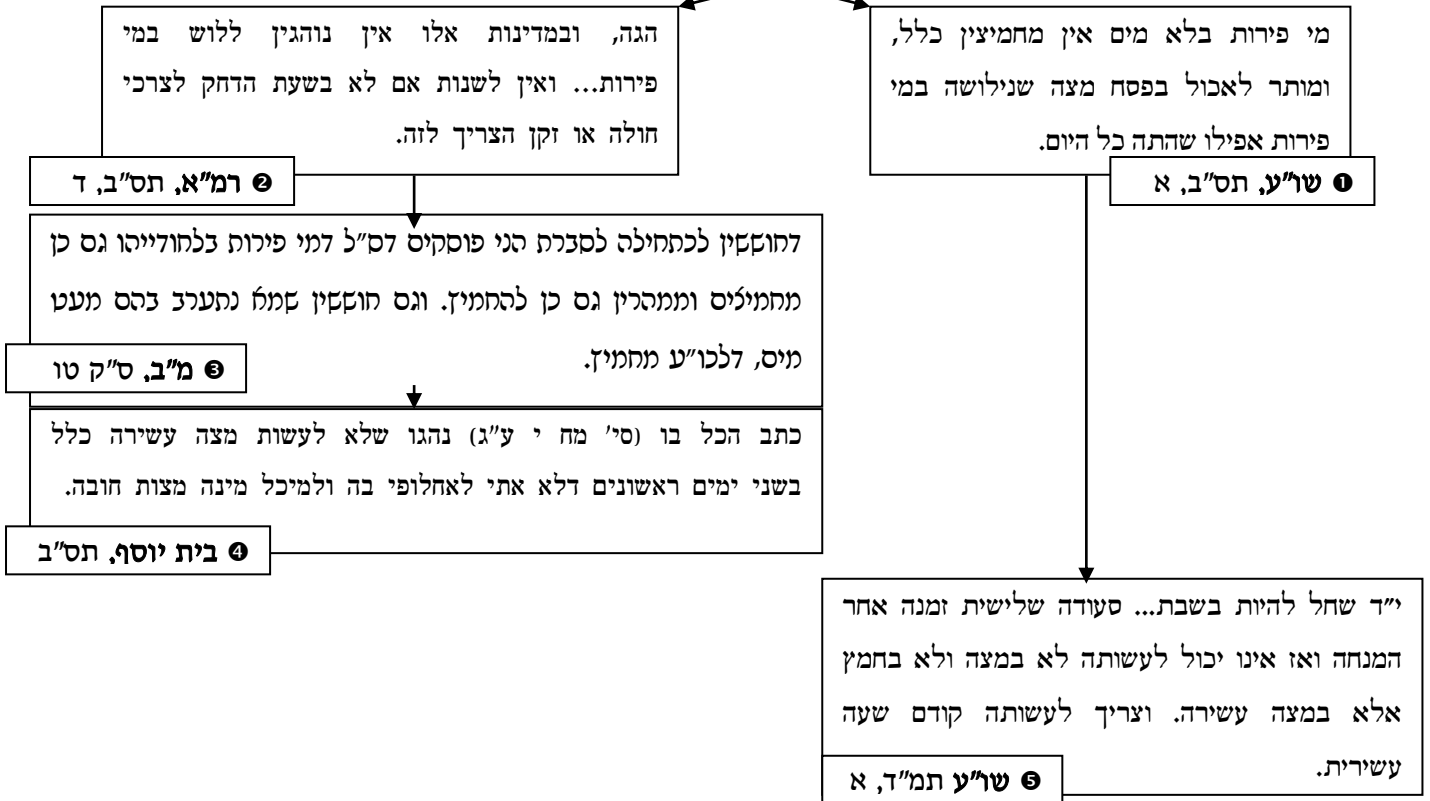 מי פירות בלא מים אין מחמיצין כלל,
ומותר לאכול בפסח מצה שנילושה במי
פירות אפילו שהתה כל היום.
❶ שו״ע, תס״ב, א
הגה, ובמדינות אלו אין נוהגין ללוש במי
פירות... ואין לשנות אם לא בשעת הדחק לצרכי
חולה או זקן הצריך לזה.
❷ רמ״א, תס״ב, ד
דחוששין לכתחילה לסברת הני פוסקים דס״ל דמי פירות בלחודייהו גם כן
מחמיצים וממהרין גם כן להחמיץ. וגם חוששין שמא נתערב בהם מעט
מים, דלכו״ע מחמיץ.
❸ מ״ב, ס״ק טו
כתב הכל בו (סי׳ מח י ע״ג) נהגו שלא לעשות מצה עשירה כלל
בשני ימים ראשונים דלא אתי לאחלופי בה ולמיכל מינה מצות חובה.
❹ בית יוסף, תס״ב
י״ד שחל להיות בשבת... סעודה שלישית זמנה אחר
המנחה ואז אינו יכול לעשותה לא במצה ולא בחמץ
אלא במצה עשירה. וצריך לעשותה קודם שעה
עשירית.
❺ שו״ע תמ״ד, א